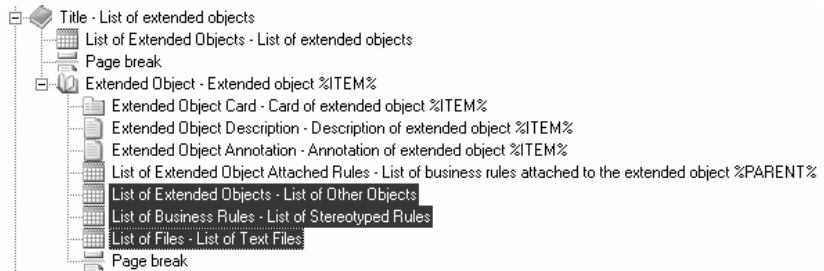 Title - List of extended objects
List of Extended Objects - List of extended objects
Page break
Extended Object - Extended object %ITEM%
Extended Object Card - Card of extended object %ITEM%
Extended Object Description - Description of extended object %ITEM%
Extended Object Annotation - Annotation of extended object %ITEM%
List of Extended Object Attached Rules - List of business rules attached to the extended object %PARENT%
List of Extended Objects - List of Other Objects
List of Business Rules - List of Stereotyped Rules
List of Files - List of Text Files
Page break